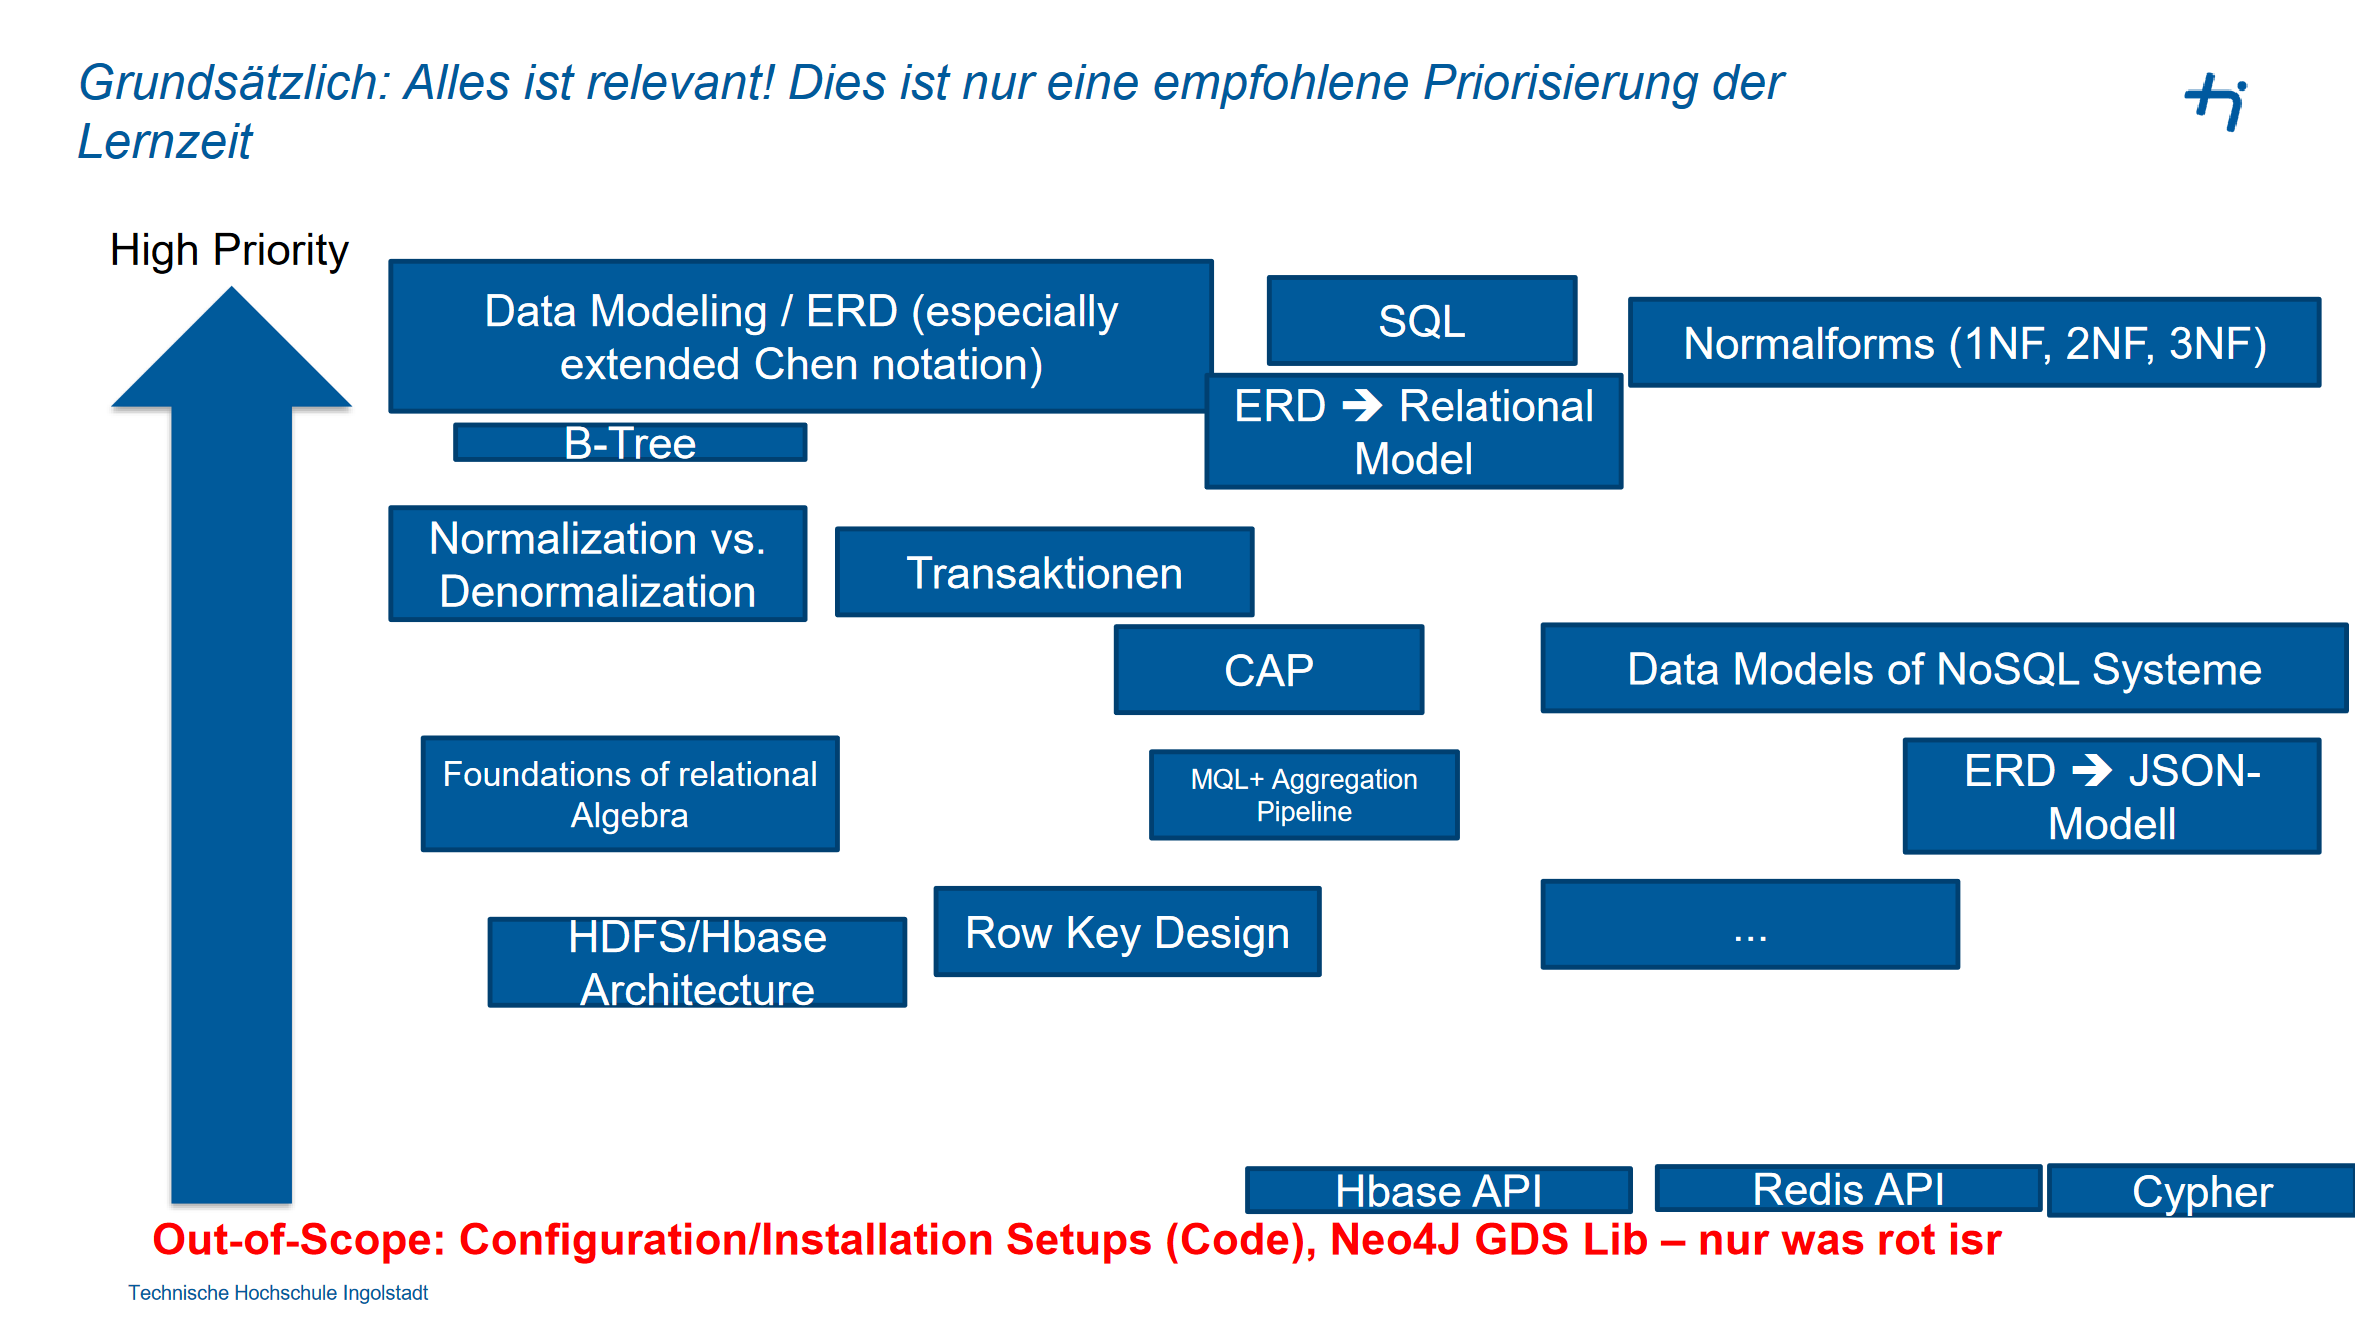 Grundsätzlich: Alles ist relevant! Dies ist nur eine empfohlene Priorisierung der
Lernzeit
High Priority
Data Modeling / ERD (especially
extended Chen notation)
SQL
Normalforms (1NF, 2NF, 3NF)
ERD 🡪 Relational
Model
B-Tree
Normalization vs.
Denormalization
Transaktionen
CAP
Data Models of NoSQL Systeme
Foundations of relational
Algebra
MQL+ Aggregation
Pipeline
ERD 🡪 JSON-
Modell
HDFS/Hbase
Architecture
Row Key Design
...
Hbase API
Redis API
Cypher
Out-of-Scope: Configuration/Installation Setups (Code), Neo4J GDS Lib – nur was rot isr
Technische Hochschule Ingolstadt